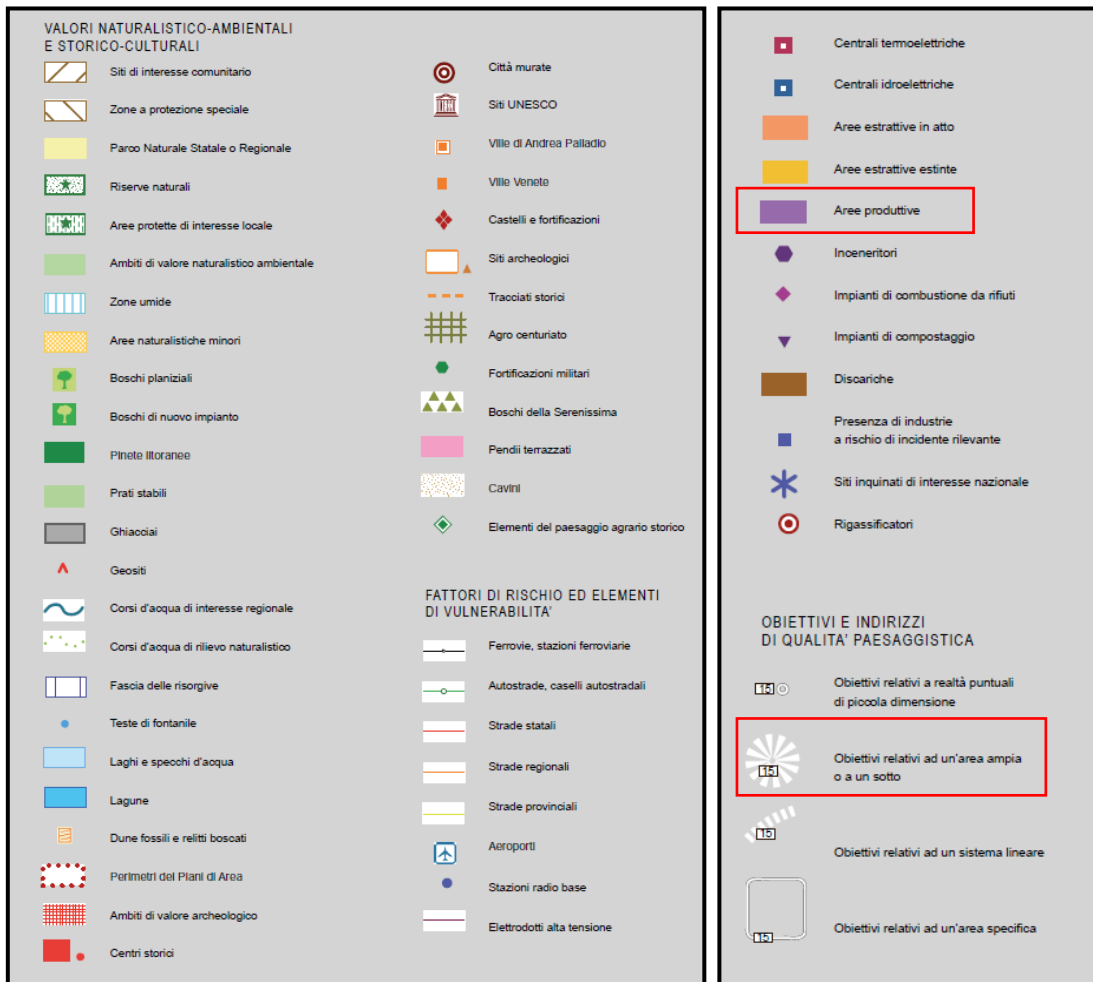 VALORI NATURALISTICO-AMBIENTALI
E STORICO-CULTURALI
Siti di interesse comunitario
Zone a protezione speciale
Parco Naturale Statale o Regionale
Riserve naturali
Aree protette di interesse locale
Ambiti di valore naturalistico ambientale
Zone umide
Aree naturalistiche minori
Boschi planiziali
Boschi di nuovo impianto
Pinete litoranee
Prati stabili
Ghiacciai
Geositi
Corsi d'acqua di interesse regionale
Corsi d'acqua di rilievo naturalistico
Fascia delle risorgive
Teste di fontanile
Laghi e specchi d'acqua
Lagune
Dune fossili e relitti boscati
Perimetri dei Piani di Area
Ambiti di valore archeologico
Centri storici
Città murate
Siti UNESCO
Ville di Andrea Palladio
Ville Venete
Castelli e fortificazioni
Siti archeologici
Tracciati storici
Agro centuriato
Fortificazioni militari
Boschi della Serenissima
Pendii terrazzati
Cavini
Elementi del paesaggio agrario storico
FATTORI DI RISCHIO ED ELEMENTI
DI VULNERABILITA'
Ferrovie, stazioni ferroviarie
Autostrade, caselli autostradali
Strade statali
Strade regionali
Strade provinciali
Aeroporti
Stazioni radio base
Elettrodotti alta tensione
Centrali termoelettriche
Centrali idroelettriche
Aree estrattive in atto
Aree estrattive estinte
Aree produttive
Inceneritori
Impianti di combustione da rifiuti
Impianti di compostaggio
Discariche
Presenza di industrie
a rischio di incidente rilevante
Siti inquinati di interesse nazionale
Rigassificatori
OBIETTIVI E INDIRIZZI
DI QUALITA' PAESAGGISTICA
15
Obiettivi relativi a realtà puntuali
di piccola dimensione
15
Obiettivi relativi ad un'area ampia
o a un sotto
15
Obiettivi relativi ad un sistema lineare
15
Obiettivi relativi ad un'area specifica